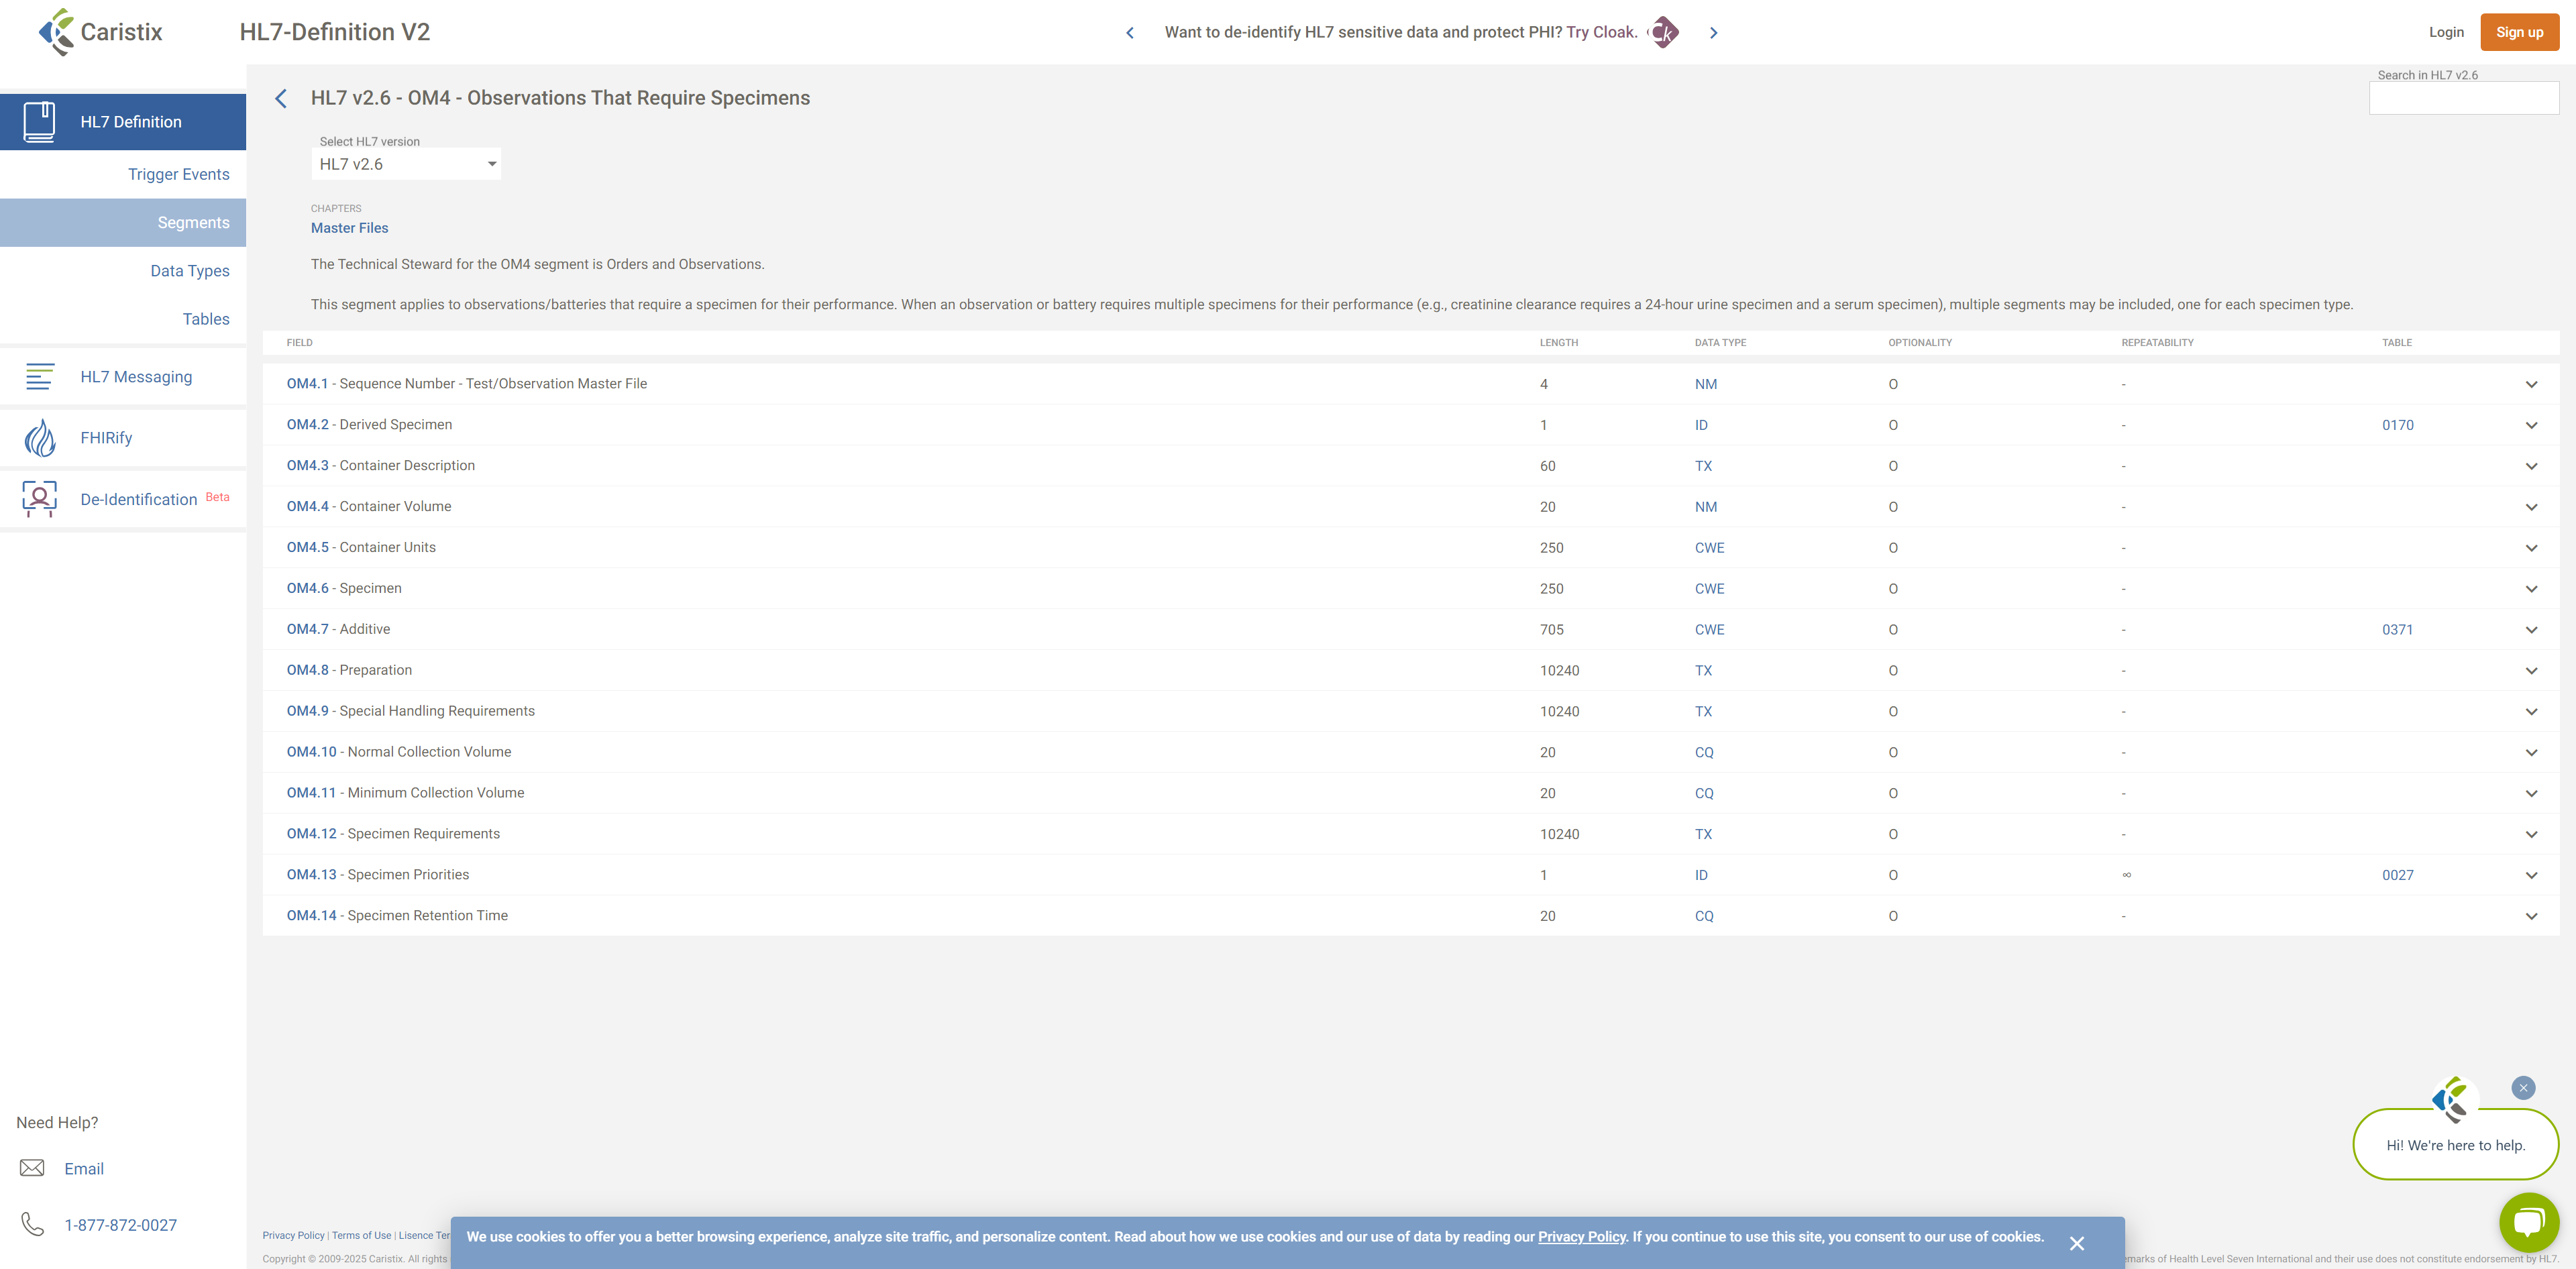 Caristix
HL7-Definition V2
Want to de-identify HL7 sensitive data and protect PHI? Try Cloak.
Ck
Login
Sign up
HL7 Definition
Trigger Events
Segments
Data Types
Tables
HL7 Messaging
FHIRify
De-Identification Beta
Need Help?
Email
1-877-872-0027
HL7 v2.6 - OM4 - Observations That Require Specimens
Search in HL7 v2.6
Select HL7 version
HL7 v2.6
CHAPTERS
Master Files
The Technical Steward for the OM4 segment is Orders and Observations.
This segment applies to observations/batteries that require a specimen for their performance. When an observation or battery requires multiple specimens for their performance (e.g., creatinine clearance requires a 24-hour urine specimen and a serum specimen), multiple segments may be included, one for each specimen type.
FIELD LENGTH DATA TYPE OPTIONALITY REPEATABILITY TABLE
OM4.1 - Sequence Number - Test/Observation Master File 4 NM O -
OM4.2 - Derived Specimen 1 ID O - 0170
OM4.3 - Container Description 60 TX O -
OM4.4 - Container Volume 20 NM O -
OM4.5 - Container Units 250 CWE O -
OM4.6 - Specimen 250 CWE O -
OM4.7 - Additive 705 CWE O - 0371
OM4.8 - Preparation 10240 TX O -
OM4.9 - Special Handling Requirements 10240 TX O -
OM4.10 - Normal Collection Volume 20 CQ O -
OM4.11 - Minimum Collection Volume 20 CQ O -
OM4.12 - Specimen Requirements 10240 TX O -
OM4.13 - Specimen Priorities 1 ID O ∞ 0027
OM4.14 - Specimen Retention Time 20 CQ O -
Hi! We're here to help.
Privacy Policy | Terms of Use | Lisence Ter
We use cookies to offer you a better browsing experience, analyze site traffic, and personalize content. Read about how we use cookies and our use of data by reading our Privacy Policy. If you continue to use this site, you consent to our use of cookies.
Copyright © 2009-2025 Caristix. All rights
emarks of Health Level Seven International and their use does not constitute endorsement by HL7.